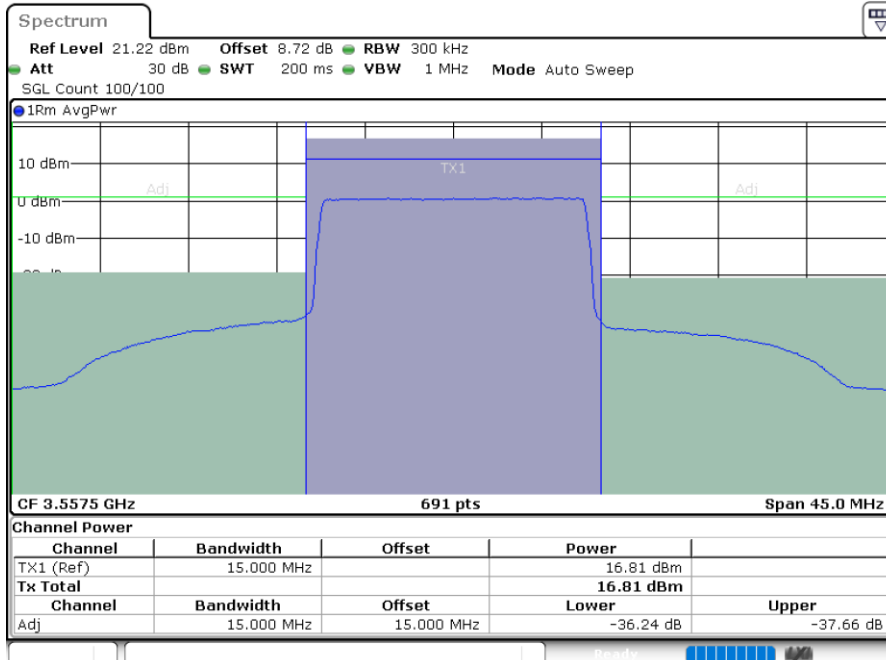 Spectrum
Ref Level 21.22 dBm Offset 8.72 dB RBW 300 kHz
Att 30 dB SWT 200 ms VBW 1 MHz Mode Auto Sweep
SGL Count 100/100
1Rm AvgPwr
10 dBm
TX1
Adj Adj
0 dBm
-10 dBm
CF 3.5575 GHz 691 pts Span 45.0 MHz
Channel Power
Channel Bandwidth Offset Power
TX1 (Ref) 15.000 MHz 16.81 dBm
Tx Total 16.81 dBm
Channel Bandwidth Offset Lower Upper
Adj 15.000 MHz 15.000 MHz -36.24 dB -37.66 dB
Ready